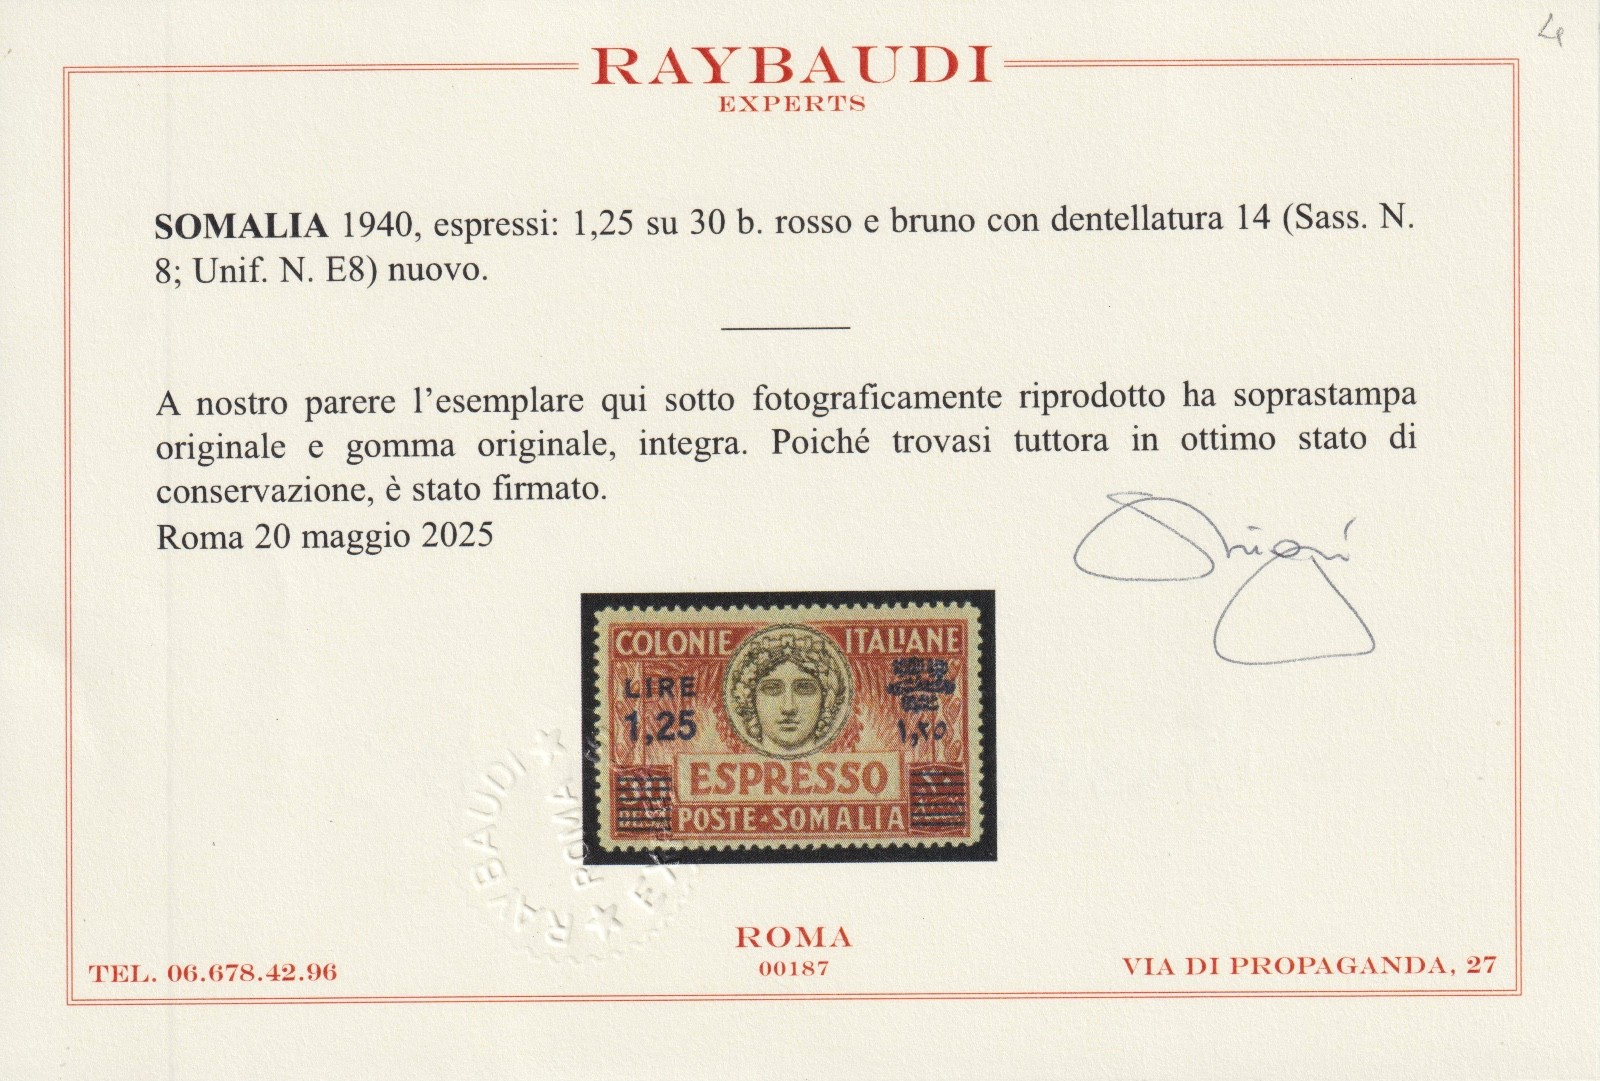 RAYBAUDI
EXPERTS
SOMALIA 1940, espressi: 1,25 su 30 b. rosso e bruno con dentellatura 14 (Sass. N.
8; Unif. N. E8) nuovo.
A nostro parere l’esemplare qui sotto fotograficamente riprodotto ha soprastampa
originale e gomma originale, integra. Poiché trovasi tuttora in ottimo stato di
conservazione, è stato firmato.
Roma 20 maggio 2025
COLONIE ITALIANE
LIRE
1,25
١,٢٥
ESPRESSO
POSTE·SOMALIA
RAYBAUDI
ROMA
ROMA
00187
TEL. 06.678.42.96
VIA DI PROPAGANDA, 27